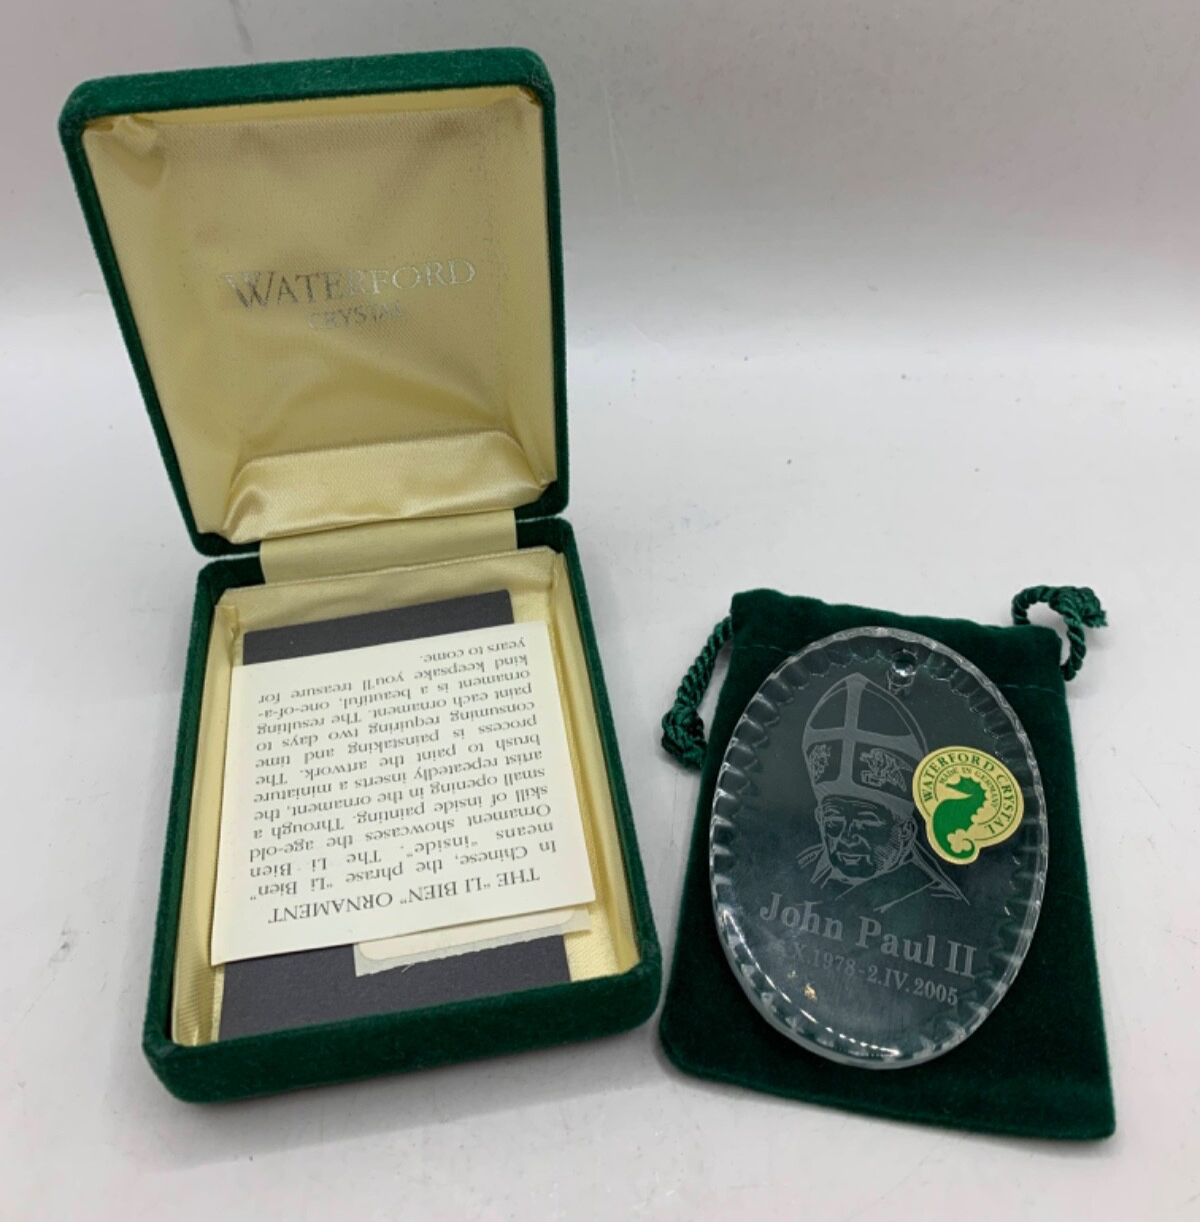 WATERFORD
CRYSTAL
THE "LI BIEN" ORNAMENT
In Chinese, the phrase "Li Bien"
means "inside". The Li Bien
Ornament showcases the age-old
skill of inside painting. Through a
small opening in the ornament, the
artist repeatedly inserts a miniature
brush to paint the artwork. The
process is painstaking and time
consuming requiring two days to
paint each ornament. The resulting
ornament is a beautiful, one-of-a-
kind keepsake you'll treasure for
years to come.
WATERFORD CRYSTAL
MADE IN GERMANY
John Paul II
X.1978-2.IV.2005